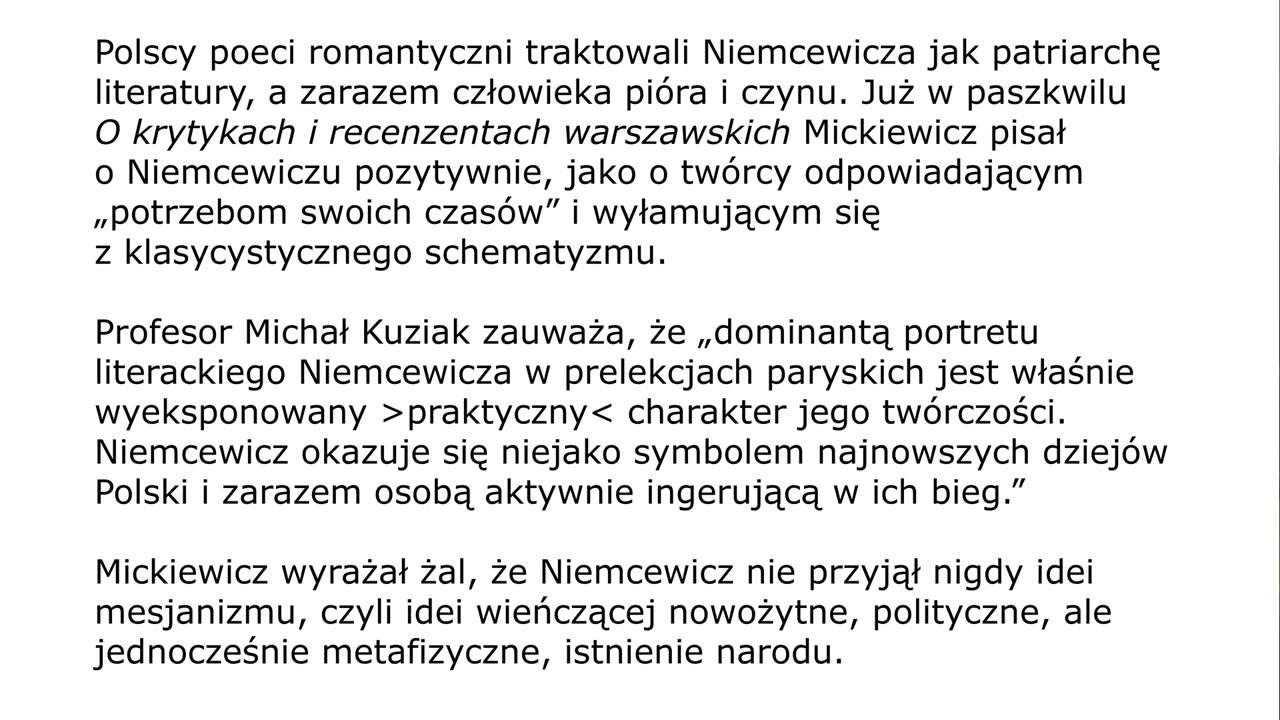 Polscy poeci romantyczni traktowali Niemcewicza jak patriarchę
literatury, a zarazem człowieka pióra i czynu. Już w paszkwilu
O krytykach i recenzentach warszawskich Mickiewicz pisał
o Niemcewiczu pozytywnie, jako o twórcy odpowiadającym
„potrzebom swoich czasów” i wyłamującym się
z klasycystycznego schematyzmu.
Profesor Michał Kuziak zauważa, że „dominantą portretu
literackiego Niemcewicza w prelekcjach paryskich jest właśnie
wyeksponowany >praktyczny< charakter jego twórczości.
Niemcewicz okazuje się niejako symbolem najnowszych dziejów
Polski i zarazem osobą aktywnie ingerującą w ich bieg.”
Mickiewicz wyrażał żal, że Niemcewicz nie przyjął nigdy idei
mesjanizmu, czyli idei wieńczącej nowożytne, polityczne, ale
jednocześnie metafizyczne, istnienie narodu.